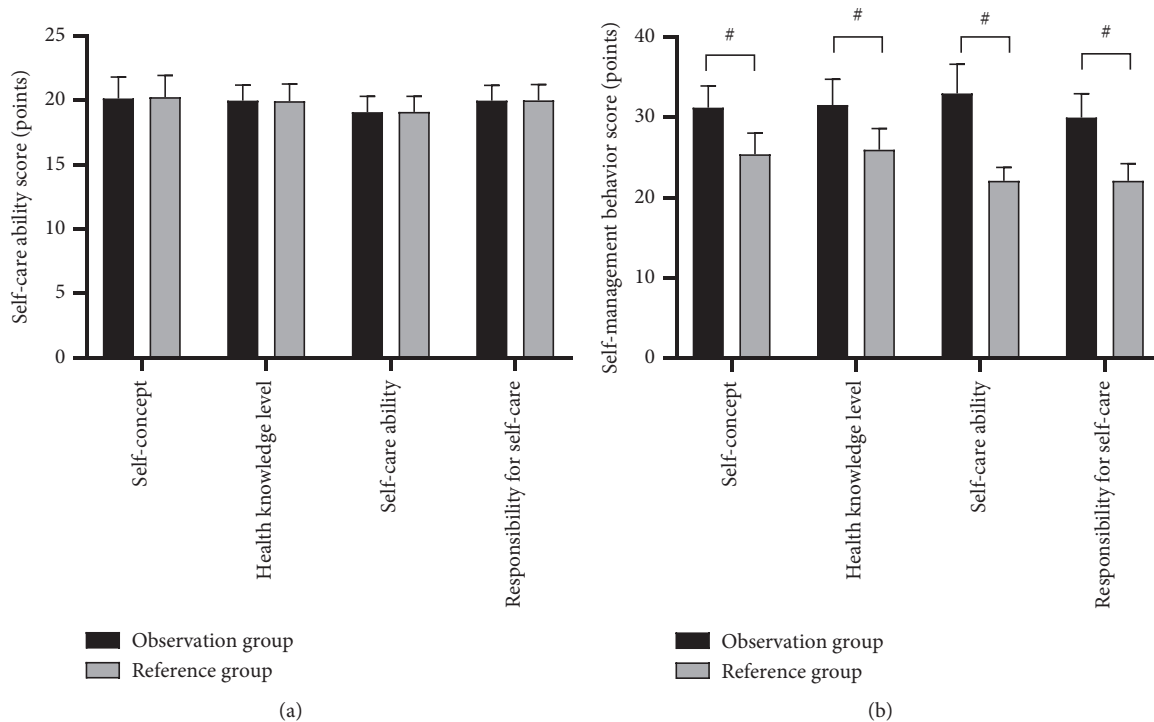 Self-care ability score (points)
25
20
15
10
5
0
Self-concept
Health knowledge level
Self-care ability
Responsibility for self-care
Observation group
Reference group
(a)
Self-management behavior score (points)
40
30
20
10
0
#
#
#
#
Self-concept
Health knowledge level
Self-care ability
Responsibility for self-care
Observation group
Reference group
(b)